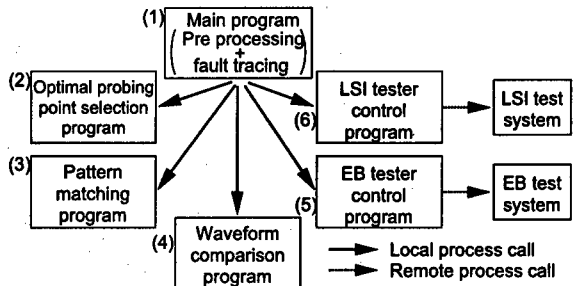 (1)
Main program
(Pre processing
+
fault tracing)
(2)
Optimal probing
point selection
program
(3)
Pattern
matching
program
(4)
Waveform
comparison
program
LSI tester
control
program
(6)
LSI test
system
EB tester
control
program
(5)
EB test
system
Local process call
Remote process call